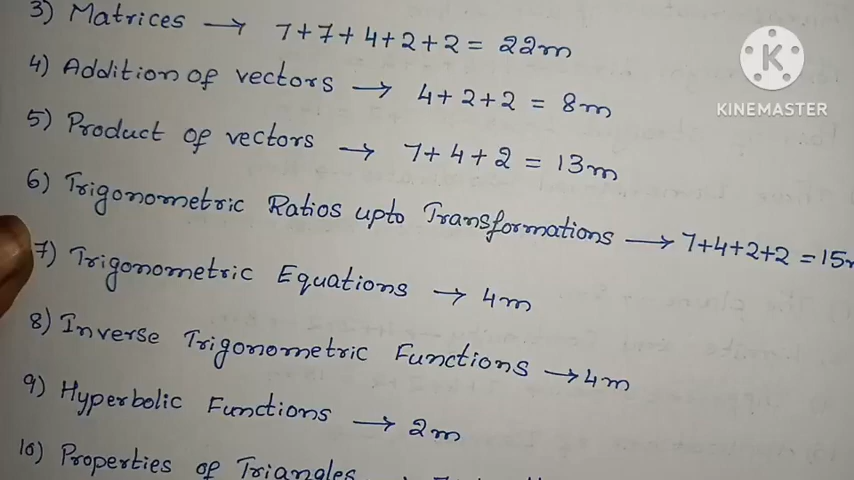 3) Matrices → 7+7+4+2+2 = 22m
4) Addition of vectors → 4+2+2 = 8m
5) Product of vectors → 7+4+2 = 13m
6) Trigonometric Ratios upto Transformations → 7+4+2+2 = 15m
7) Trigonometric Equations → 4m
8) Inverse Trigonometric Functions → 4m
9) Hyperbolic Functions → 2m
10) Properties of Triangles
K
KINEMASTER